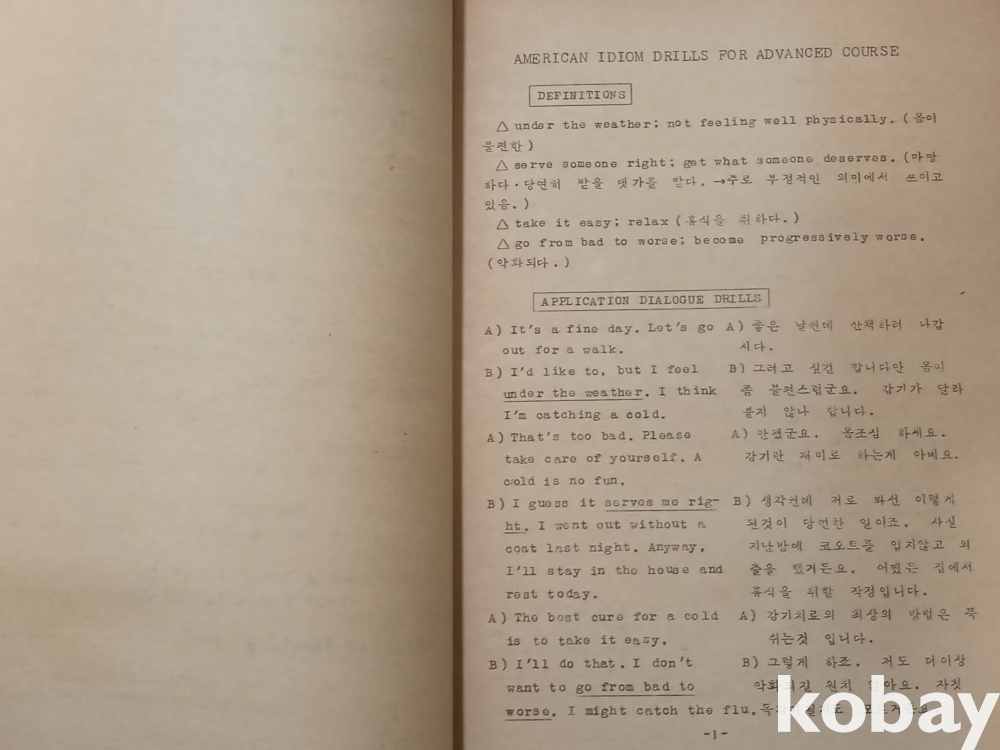 AMERICAN IDIOM DRILLS FOR ADVANCED COURSE
DEFINITIONS
△ under the weather; not feeling well physically. (몸이
불편한)
△ serve someone right; get what someone deserves. (마땅
하다·당연히 받을 댓가를 받다. →주로 부정적인 의미에서 쓰이고
있음.)
△ take it easy; relax (휴식을 취하다.)
△ go from bad to worse; become progressively worse.
(악화되다.)
APPLICATION DIALOGUE DRILLS
A) It's a fine day. Let's go
out for a walk.
B) I'd like to, but I feel
under the weather. I think
I'm catching a cold.
A) That's too bad. Please
take care of yourself. A
cold is no fun.
B) I guess it serves me rig-
ht. I went out without a
coat last night. Anyway,
I'll stay in the house and
rest today.
A) The best cure for a cold
is to take it easy.
B) I'll do that. I don't
want to go from bad to
worse. I might catch the flu.
A) 좋은 날씬데 산책하러 나갑
시다.
B) 그러고 싶긴 합니다만 몸이
좀 불편스럽군요. 감기가 달라
붙지 않나 합니다.
A) 안됐군요. 몸조심 하세요.
감기란 재미로 하는게 아네요.
B) 생각컨데 저로 봐선 이렇게
된것이 당연한 일이죠. 사실
지난밤에 코오트를 입지않고 외
출을 했거든요. 어쨌든 집에서
휴식을 취할 작정입니다.
A) 감기치료의 최상의 방법은 푹
쉬는것 입니다.
B) 그렇게 하죠. 저도 더이상
악화되길 원치 않아요. 자칫
-1-
kobay